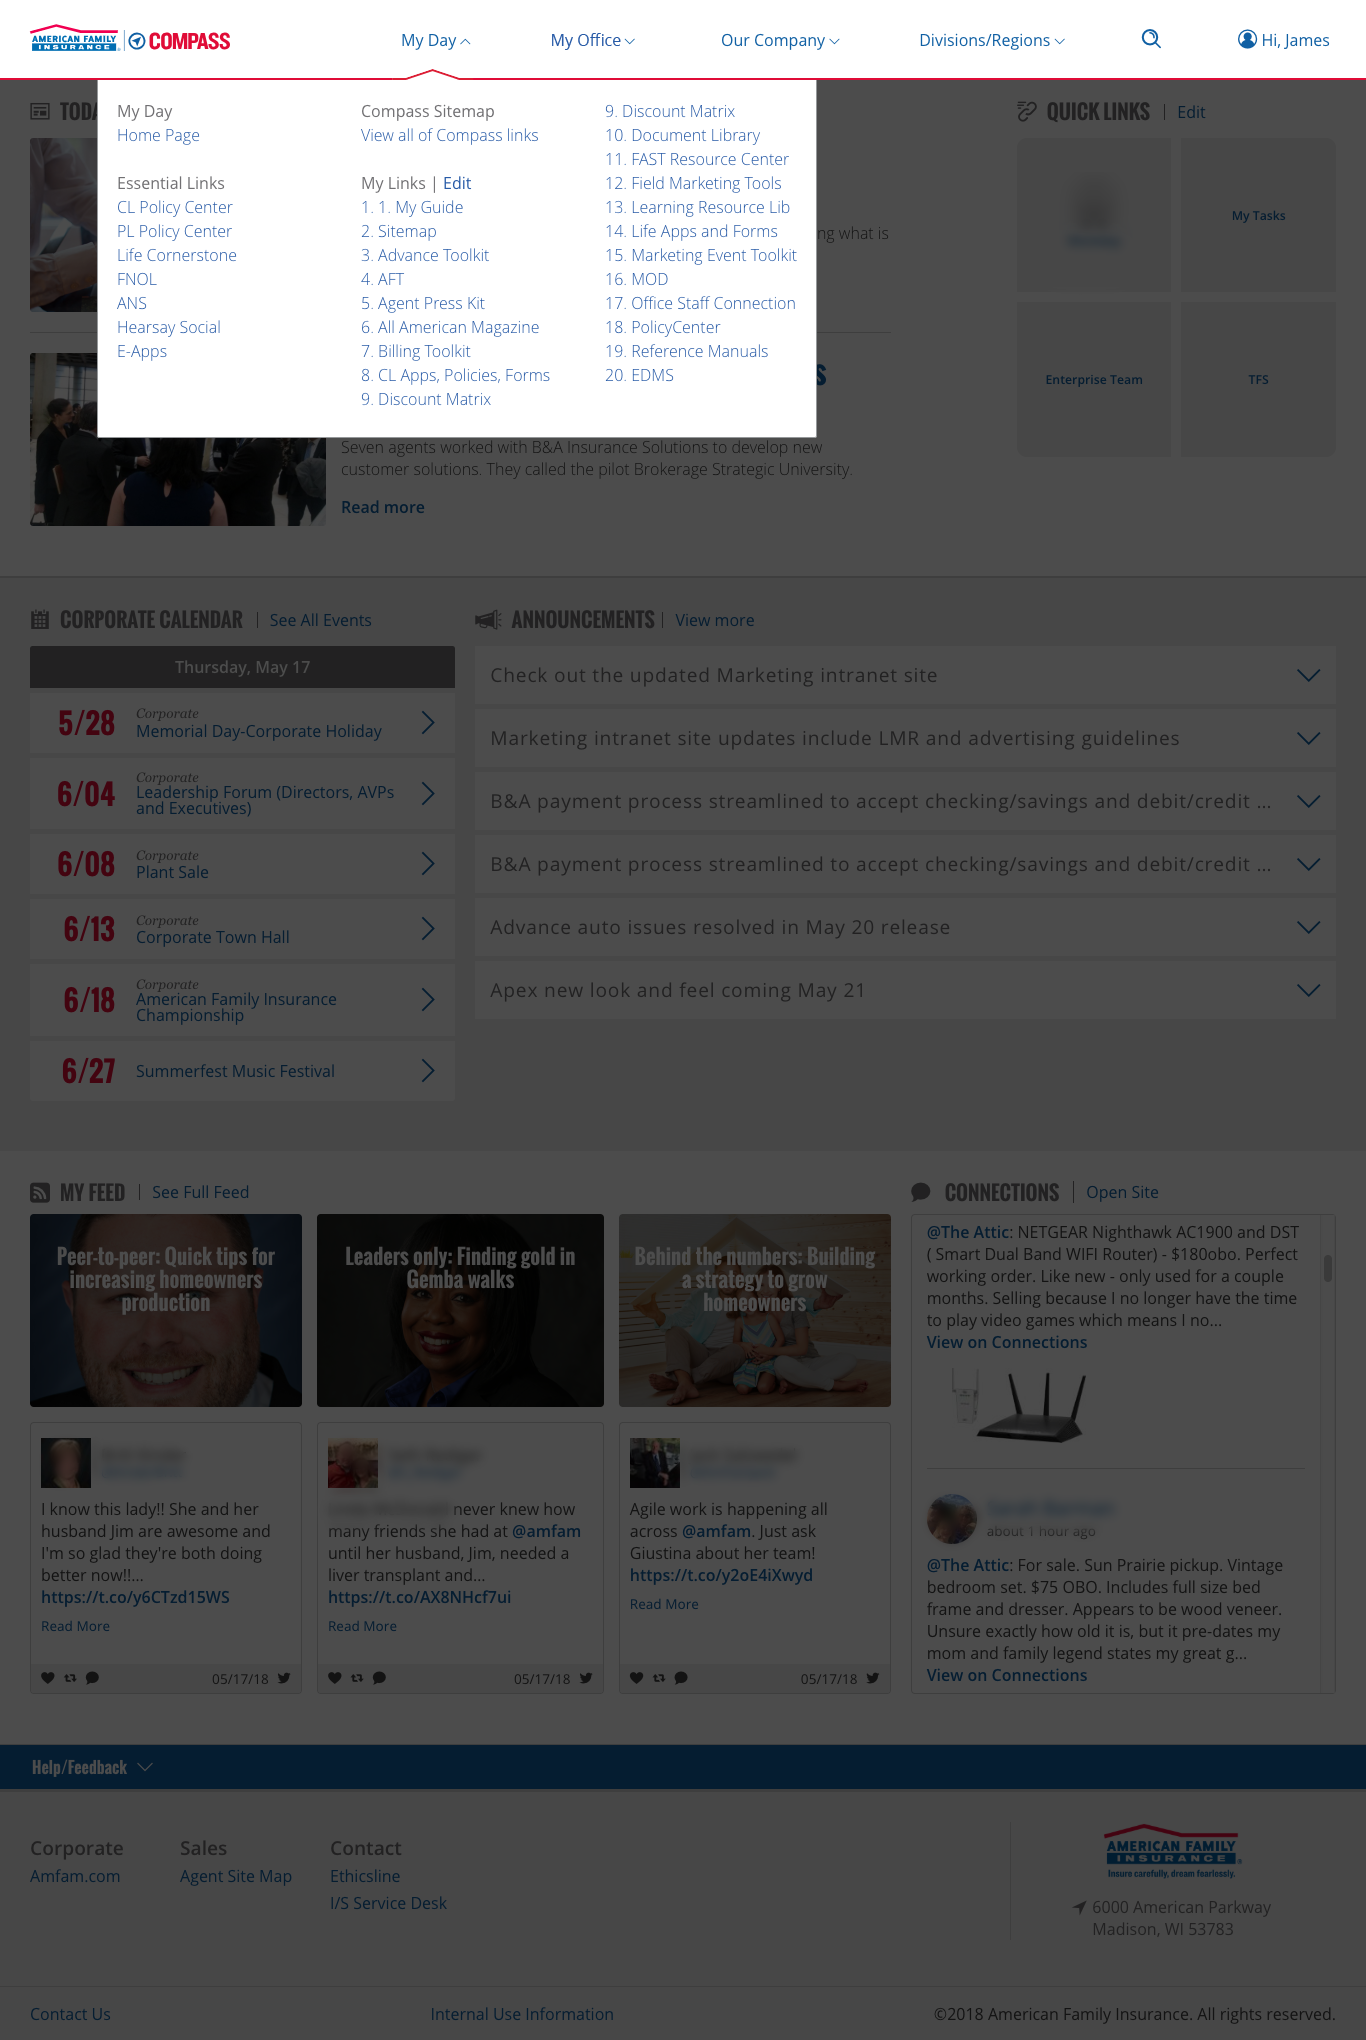 AMERICAN FAMILY
INSURANCE
COMPASS
My Day
My Office
Our Company
Divisions/Regions
Hi, James
My Day
Home Page
Essential Links
CL Policy Center
PL Policy Center
Life Cornerstone
FNOL
ANS
Hearsay Social
E-Apps
Compass Sitemap
View all of Compass links
My Links | Edit
1. 1. My Guide
2. Sitemap
3. Advance Toolkit
4. AFT
5. Agent Press Kit
6. All American Magazine
7. Billing Toolkit
8. CL Apps, Policies, Forms
9. Discount Matrix
9. Discount Matrix
10. Document Library
11. FAST Resource Center
12. Field Marketing Tools
13. Learning Resource Lib
14. Life Apps and Forms
15. Marketing Event Toolkit
16. MOD
17. Office Staff Connection
18. PolicyCenter
19. Reference Manuals
20. EDMS
what is
Seven agents worked with B&A Insurance Solutions to develop new
customer solutions. They called the pilot Brokerage Strategic University.
Read more
QUICK LINKS | Edit
My Tasks
Enterprise Team
TFS
CORPORATE CALENDAR | See All Events
Thursday, May 17
5/28
Corporate
Memorial Day-Corporate Holiday
6/04
Corporate
Leadership Forum (Directors, AVPs
and Executives)
6/08
Corporate
Plant Sale
6/13
Corporate
Corporate Town Hall
6/18
Corporate
American Family Insurance
Championship
6/27
Summerfest Music Festival
ANNOUNCEMENTS | View more
Check out the updated Marketing intranet site
Marketing intranet site updates include LMR and advertising guidelines
B&A payment process streamlined to accept checking/savings and debit/credit ...
B&A payment process streamlined to accept checking/savings and debit/credit ...
Advance auto issues resolved in May 20 release
Apex new look and feel coming May 21
MY FEED | See Full Feed
Peer-to-peer: Quick tips for
increasing homeowners
production
Leaders only: Finding gold in
Gemba walks
Behind the numbers: Building
a strategy to grow
homeowners
I know this lady!! She and her
husband Jim are awesome and
I'm so glad they're both doing
better now!!...
https://t.co/y6CTzd15WS
Read More
05/17/18
never knew how
many friends she had at @amfam
until her husband, Jim, needed a
liver transplant and...
https://t.co/AX8NHcf7ui
Read More
05/17/18
Agile work is happening all
across @amfam. Just ask
Giustina about her team!
https://t.co/y2oE4iXwyd
Read More
05/17/18
CONNECTIONS | Open Site
@The Attic: NETGEAR Nighthawk AC1900 and DST
( Smart Dual Band WIFI Router) - $180obo. Perfect
working order. Like new - only used for a couple
months. Selling because I no longer have the time
to play video games which means I no...
View on Connections
about 1 hour ago
@The Attic: For sale. Sun Prairie pickup. Vintage
bedroom set. $75 OBO. Includes full size bed
frame and dresser. Appears to be wood veneer.
Unsure exactly how old it is, but it pre-dates my
mom and family legend states my great g...
View on Connections
Help/Feedback
Corporate
Amfam.com
Sales
Agent Site Map
Contact
Ethicsline
I/S Service Desk
AMERICAN FAMILY
INSURANCE
Insure carefully, dream fearlessly.
6000 American Parkway
Madison, WI 53783
Contact Us
Internal Use Information
©2018 American Family Insurance. All rights reserved.